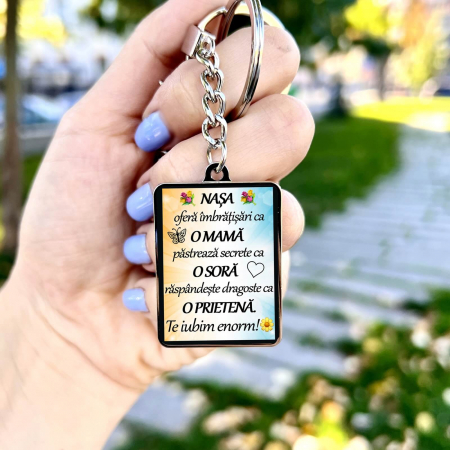 NAȘA
oferă îmbrățișări ca
O MAMĂ
păstrează secrete ca
O SORĂ
răspândește dragoste ca
O PRIETENĂ.
Te iubim enorm!